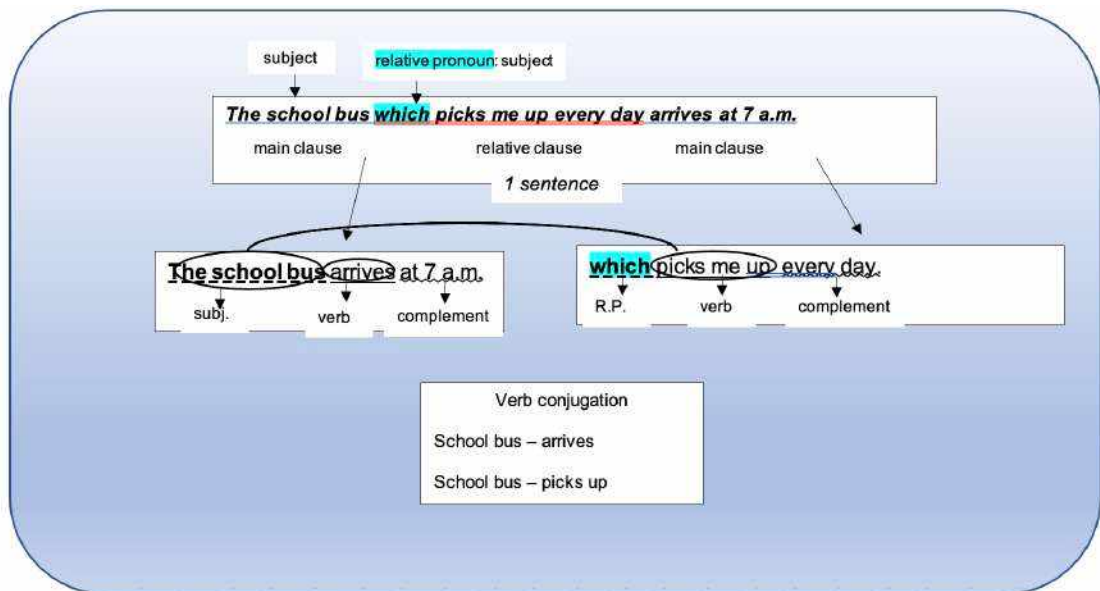 subject
relative pronoun: subject
The school bus which picks me up every day arrives at 7 a.m.
main clause relative clause main clause
1 sentence
The school bus arrives at 7 a.m.
subj. verb complement
which picks me up every day.
R.P. verb complement
Verb conjugation
School bus – arrives
School bus – picks up